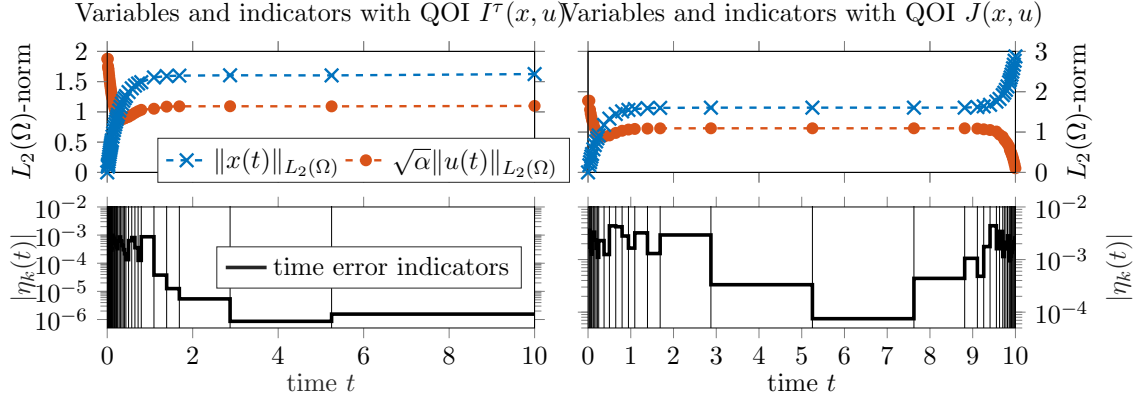 Variables and indicators with QOI I^τ(x, u)
Variables and indicators with QOI J(x, u)
L_2(Ω)-norm
2
1.5
1
0.5
0
‖x(t)‖_{L_2(Ω)}
√α‖u(t)‖_{L_2(Ω)}
3
2
1
0
L_2(Ω)-norm
|η_k(t)|
10^{-2}
10^{-3}
10^{-4}
10^{-5}
10^{-6}
time error indicators
0 2 4 6 8 10
time t
10^{-2}
10^{-3}
10^{-4}
|η_k(t)|
0 1 2 3 4 5 6 7 8 9 10
time t